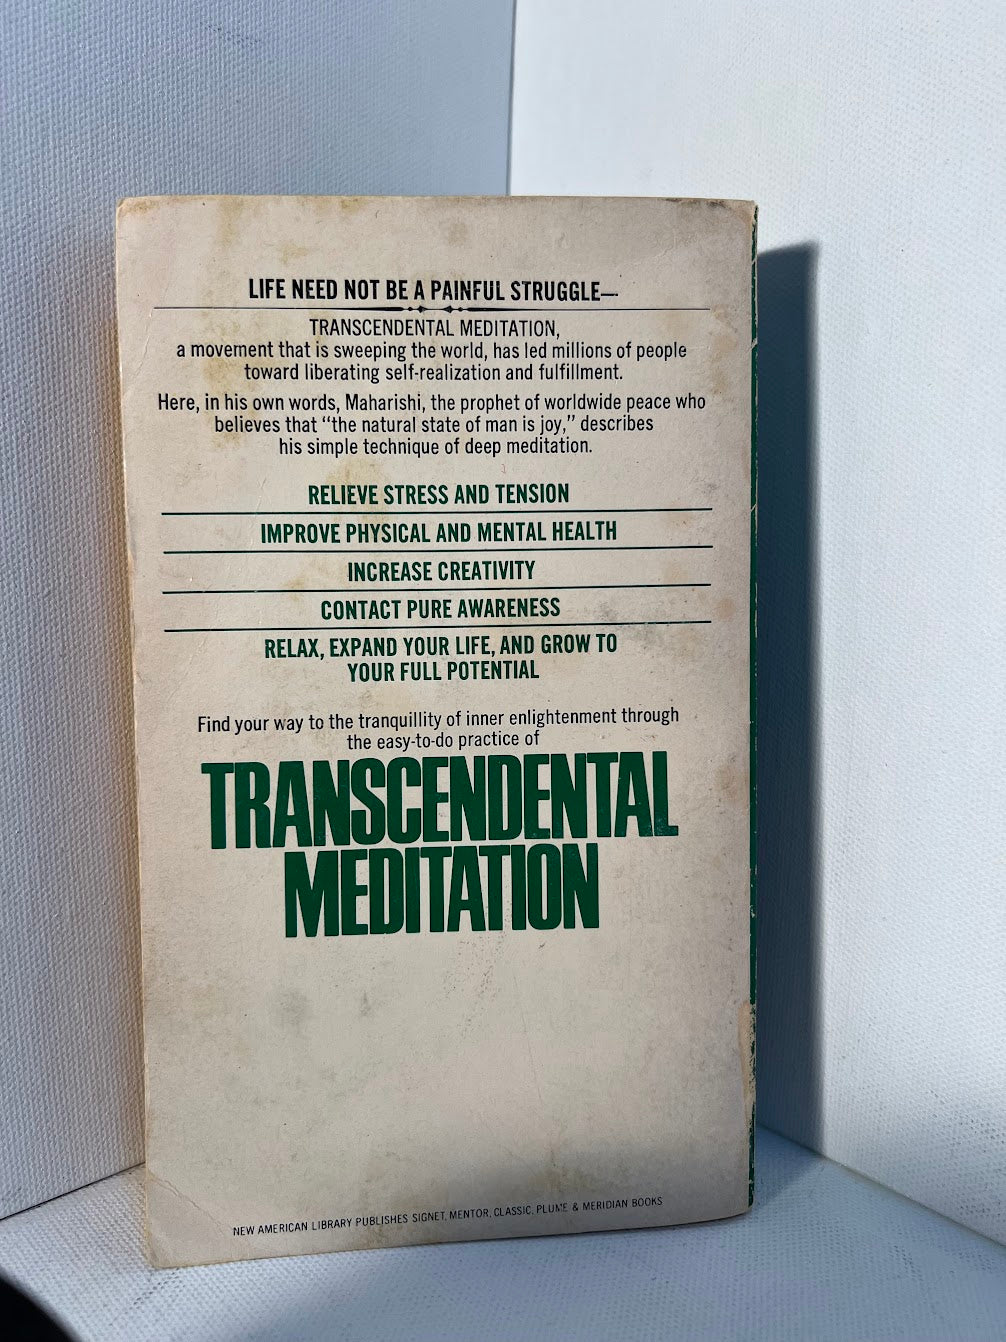 LIFE NEED NOT BE A PAINFUL STRUGGLE—
TRANSCENDENTAL MEDITATION,
a movement that is sweeping the world, has led millions of people
toward liberating self-realization and fulfillment.
Here, in his own words, Maharishi, the prophet of worldwide peace who
believes that "the natural state of man is joy," describes
his simple technique of deep meditation.
RELIEVE STRESS AND TENSION
IMPROVE PHYSICAL AND MENTAL HEALTH
INCREASE CREATIVITY
CONTACT PURE AWARENESS
RELAX, EXPAND YOUR LIFE, AND GROW TO
YOUR FULL POTENTIAL
Find your way to the tranquillity of inner enlightenment through
the easy-to-do practice of
TRANSCENDENTAL
MEDITATION
NEW AMERICAN LIBRARY PUBLISHES SIGNET, MENTOR, CLASSIC, PLUME & MERIDIAN BOOKS